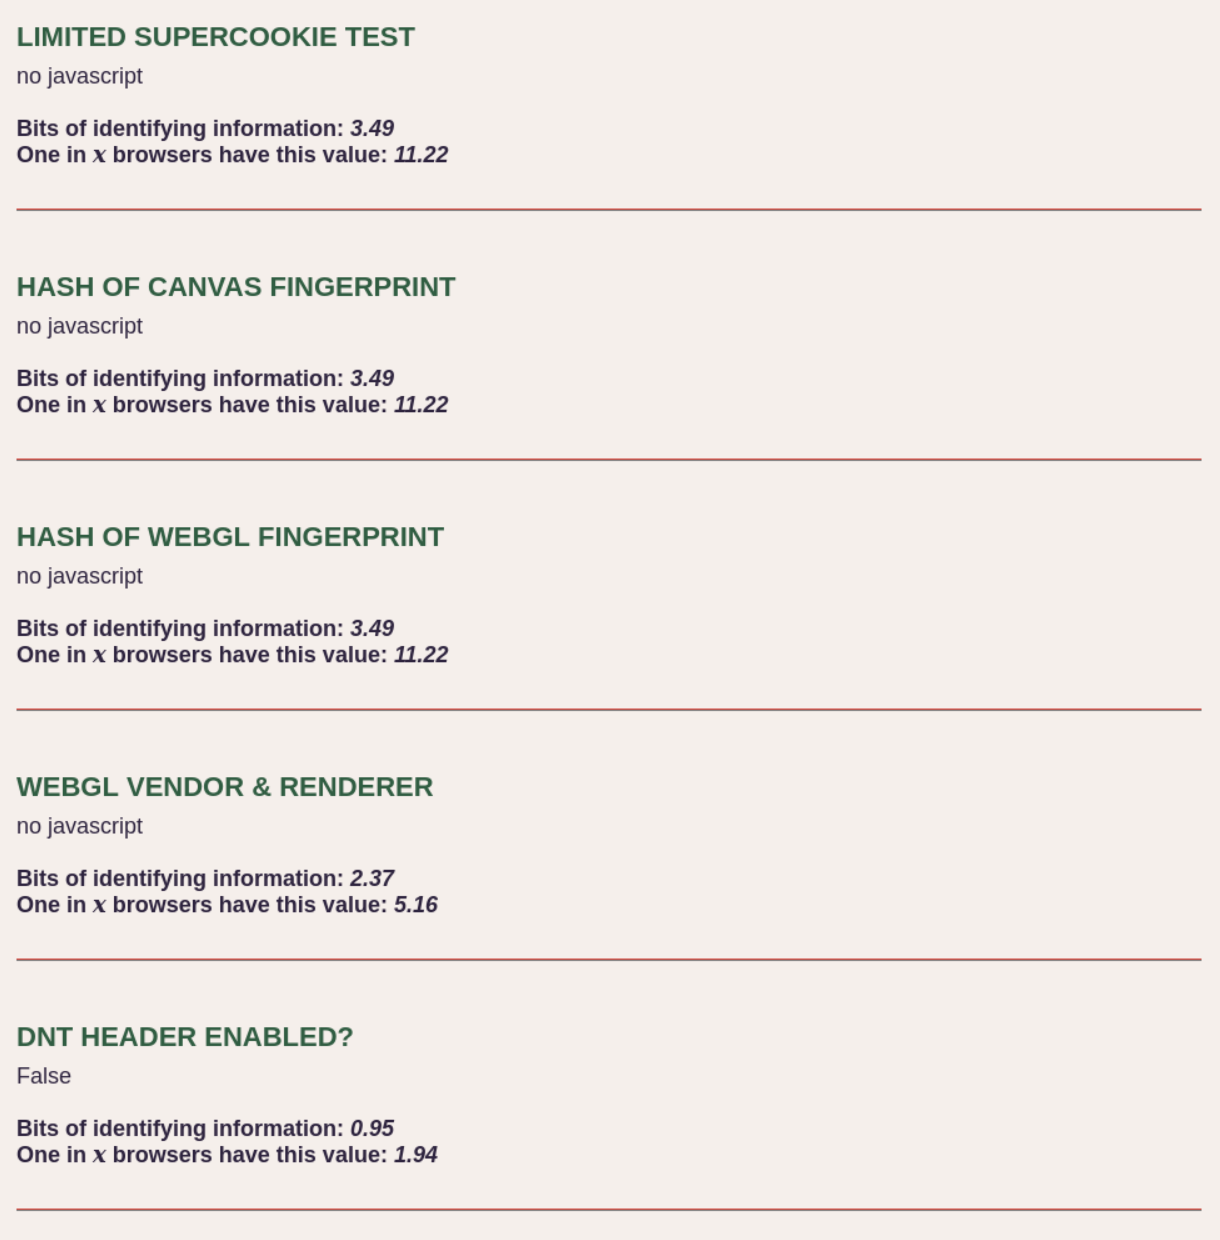 LIMITED SUPERCOOKIE TEST
no javascript
Bits of identifying information: 3.49
One in x browsers have this value: 11.22
HASH OF CANVAS FINGERPRINT
no javascript
Bits of identifying information: 3.49
One in x browsers have this value: 11.22
HASH OF WEBGL FINGERPRINT
no javascript
Bits of identifying information: 3.49
One in x browsers have this value: 11.22
WEBGL VENDOR & RENDERER
no javascript
Bits of identifying information: 2.37
One in x browsers have this value: 5.16
DNT HEADER ENABLED?
False
Bits of identifying information: 0.95
One in x browsers have this value: 1.94